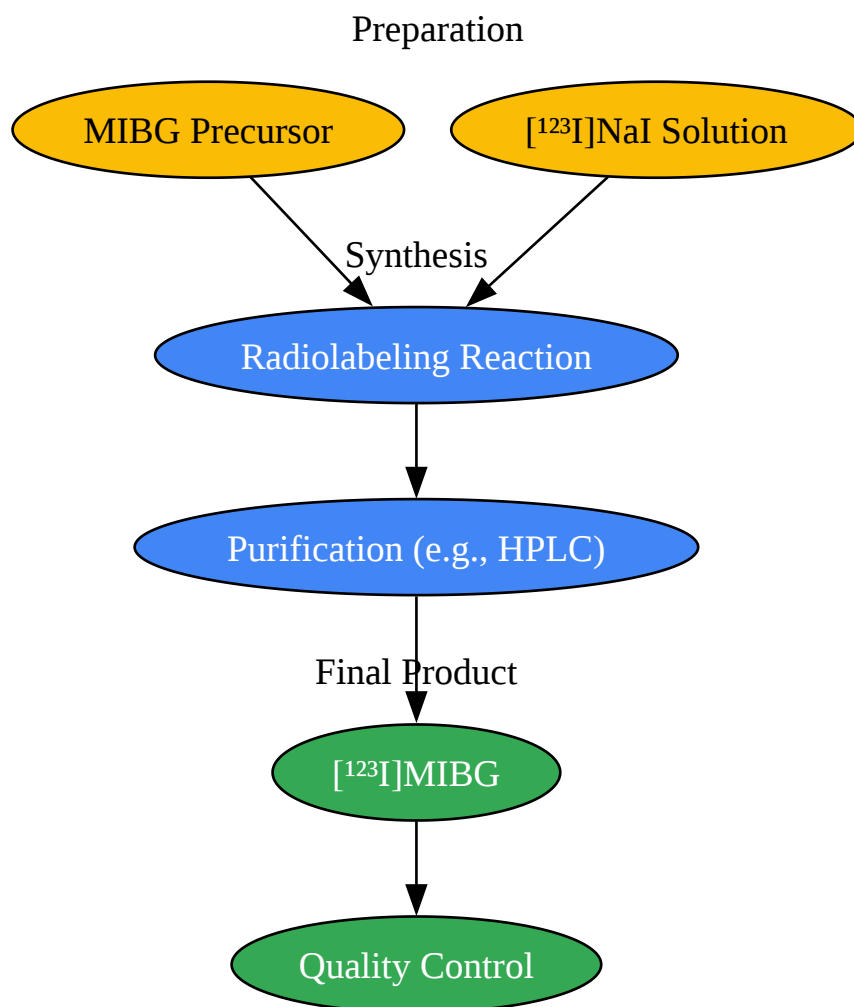 Preparation
MIBG Precursor
[¹²³I]NaI Solution
Synthesis
Radiolabeling Reaction
Purification (e.g., HPLC)
Final Product
[¹²³I]MIBG
Quality Control